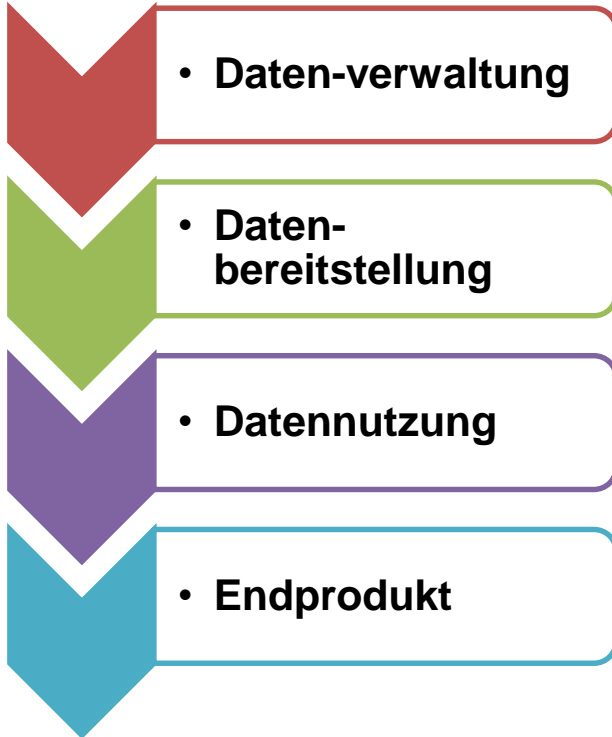 • Daten-verwaltung
• Daten-
bereitstellung
• Datennutzung
• Endprodukt